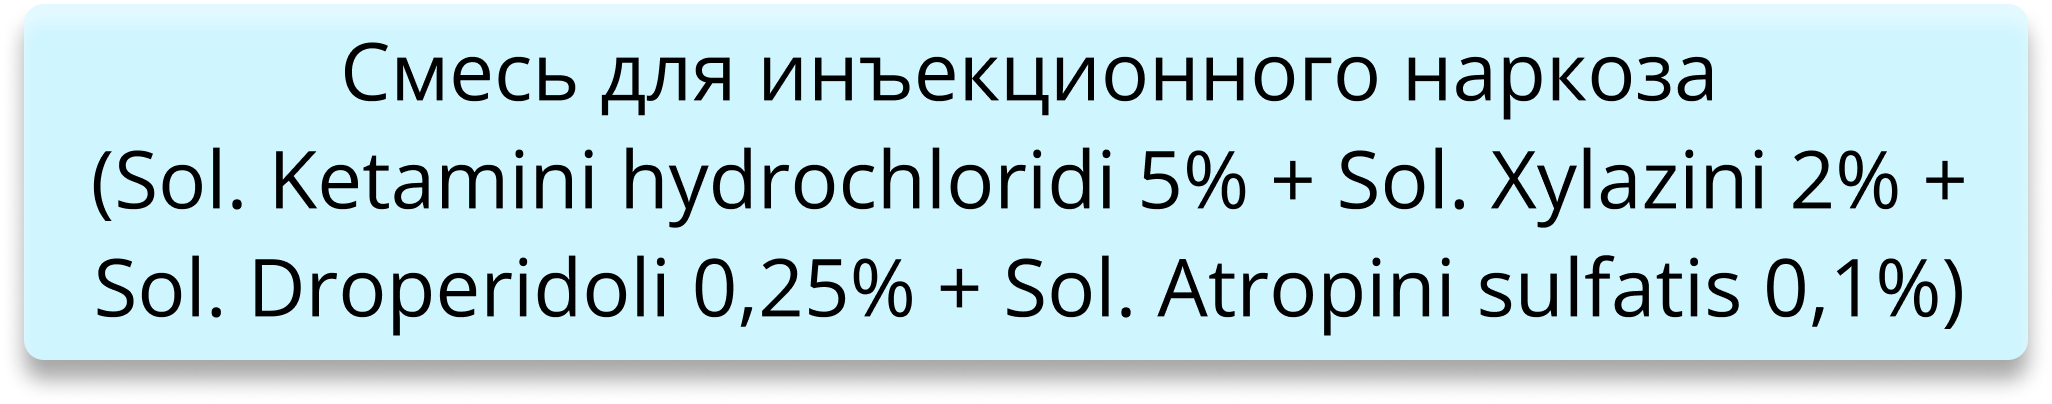 Смесь для инъекционного наркоза
(Sol. Ketamini hydrochloridi 5% + Sol. Xylazini 2% +
Sol. Droperidoli 0,25% + Sol. Atropini sulfatis 0,1%)